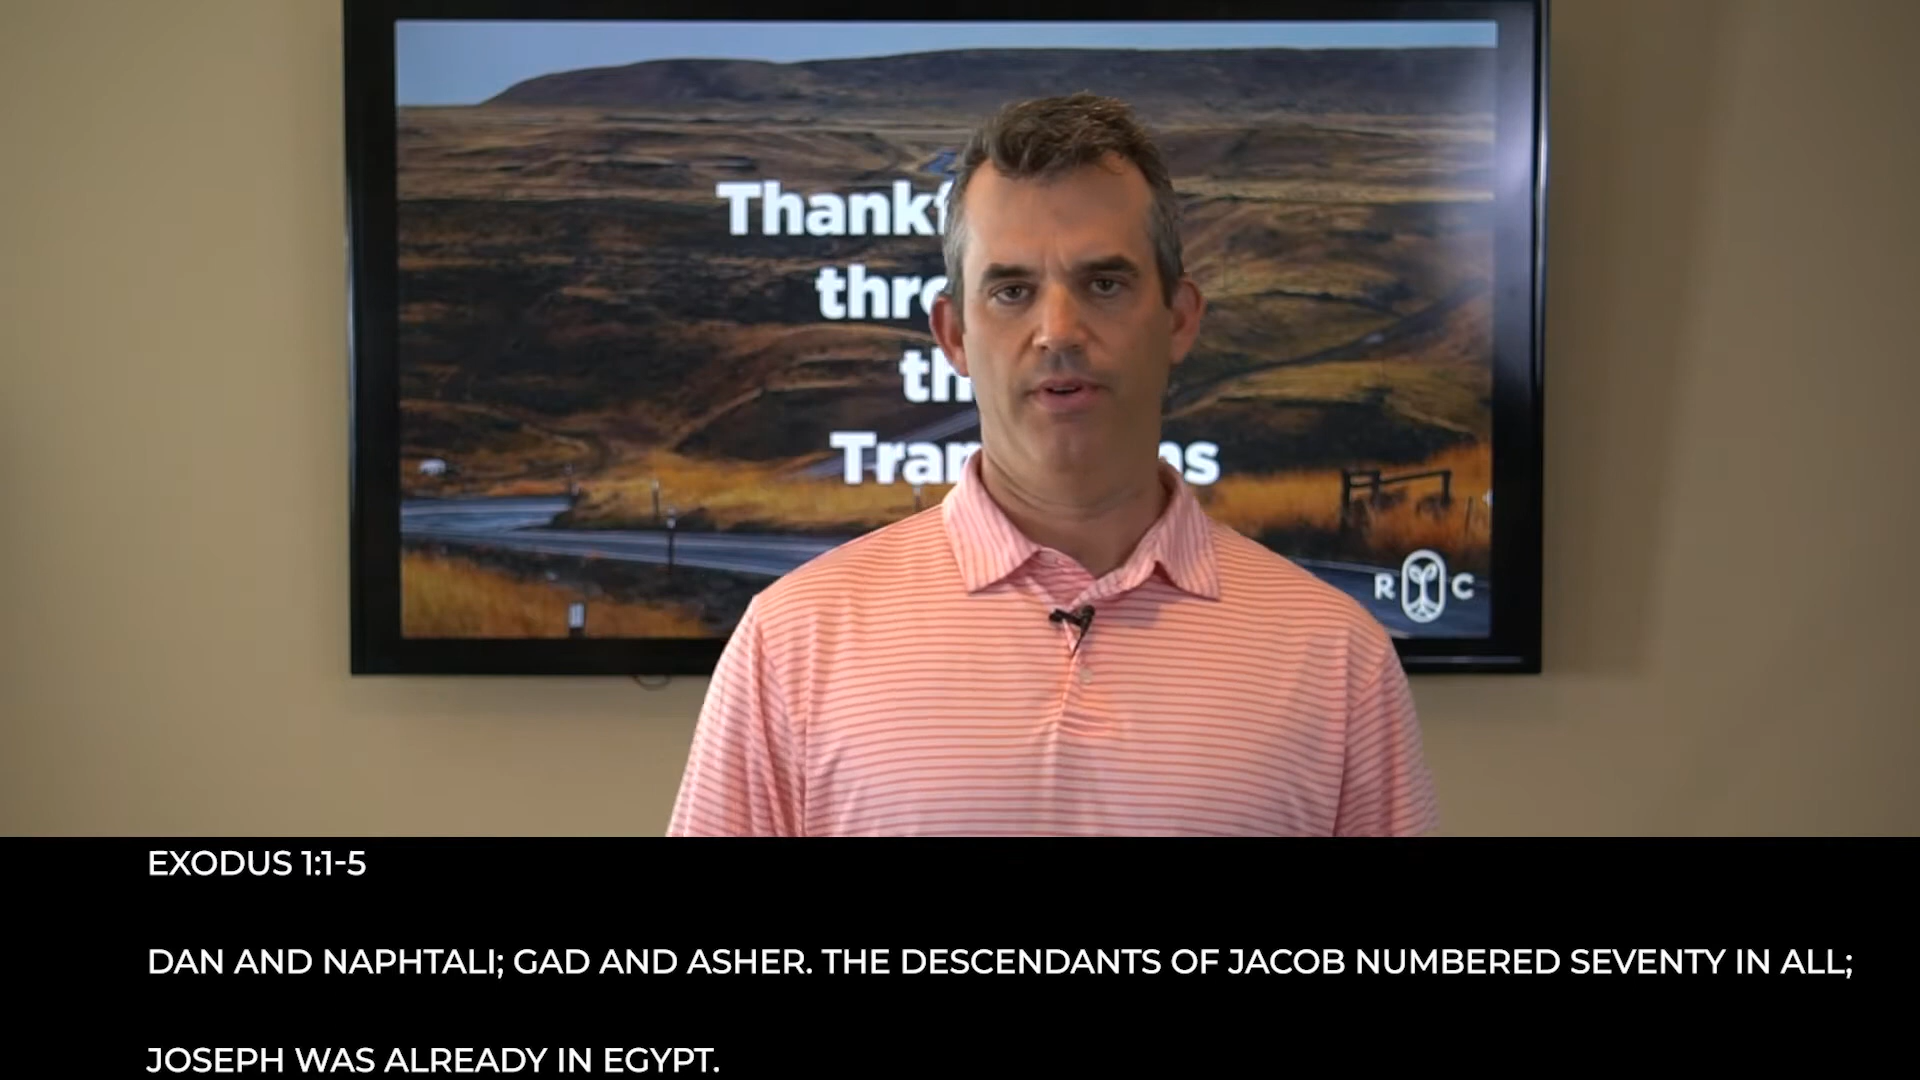 Thankf
thro
th
Tran ns
R C
EXODUS 1:1-5
DAN AND NAPHTALI; GAD AND ASHER. THE DESCENDANTS OF JACOB NUMBERED SEVENTY IN ALL;
JOSEPH WAS ALREADY IN EGYPT.